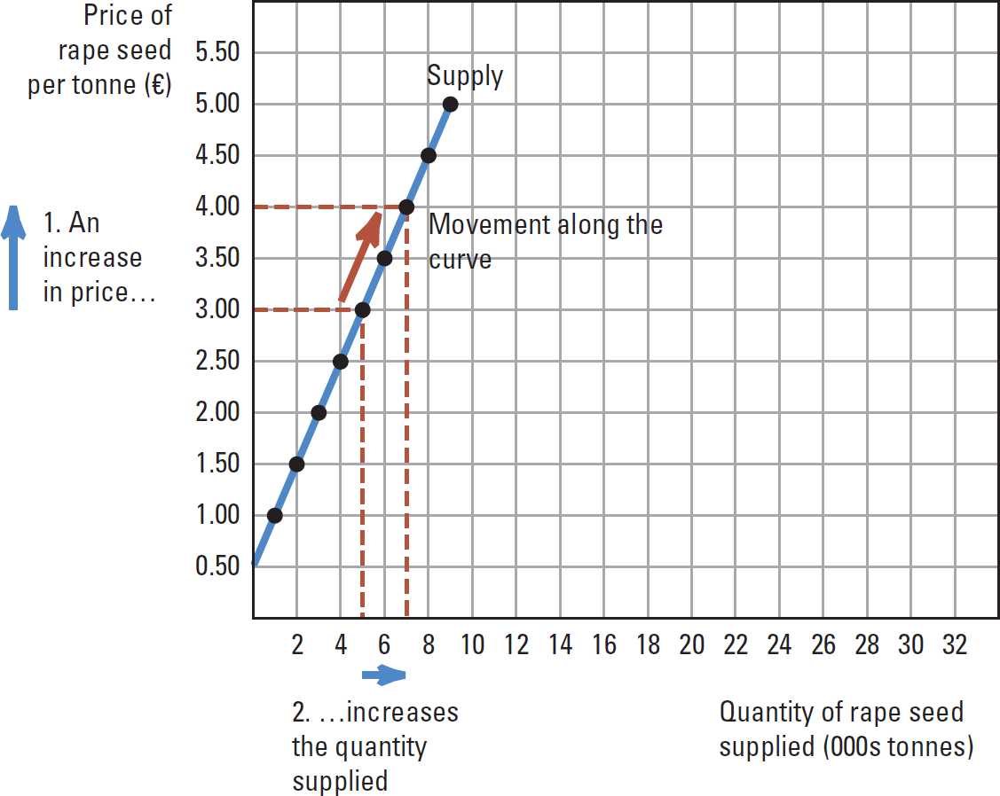 Price of
rape seed
per tonne (€)
5.50
5.00
4.50
4.00
3.50
3.00
2.50
2.00
1.50
1.00
0.50
Supply
Movement along the
curve
1. An
increase
in price…
2 4 6 8 10 12 14 16 18 20 22 24 26 28 30 32
2. …increases
the quantity
supplied
Quantity of rape seed
supplied (000s tonnes)